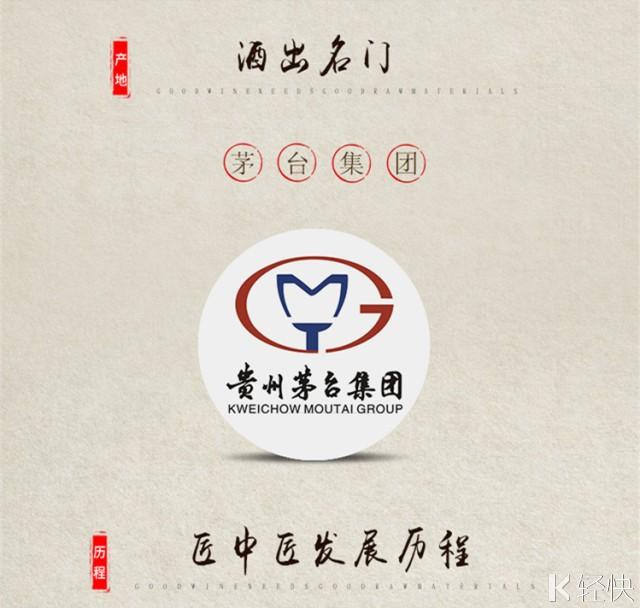 产地
酒出名门
GOODWINENEEDSGOODRAWMATERIALS
茅台集团
贵州茅台集团
KWEICHOW MOUTAI GROUP
历程
匠中匠发展历程
GOODWINENEEDSGOODRAWMATERIALS
轻快